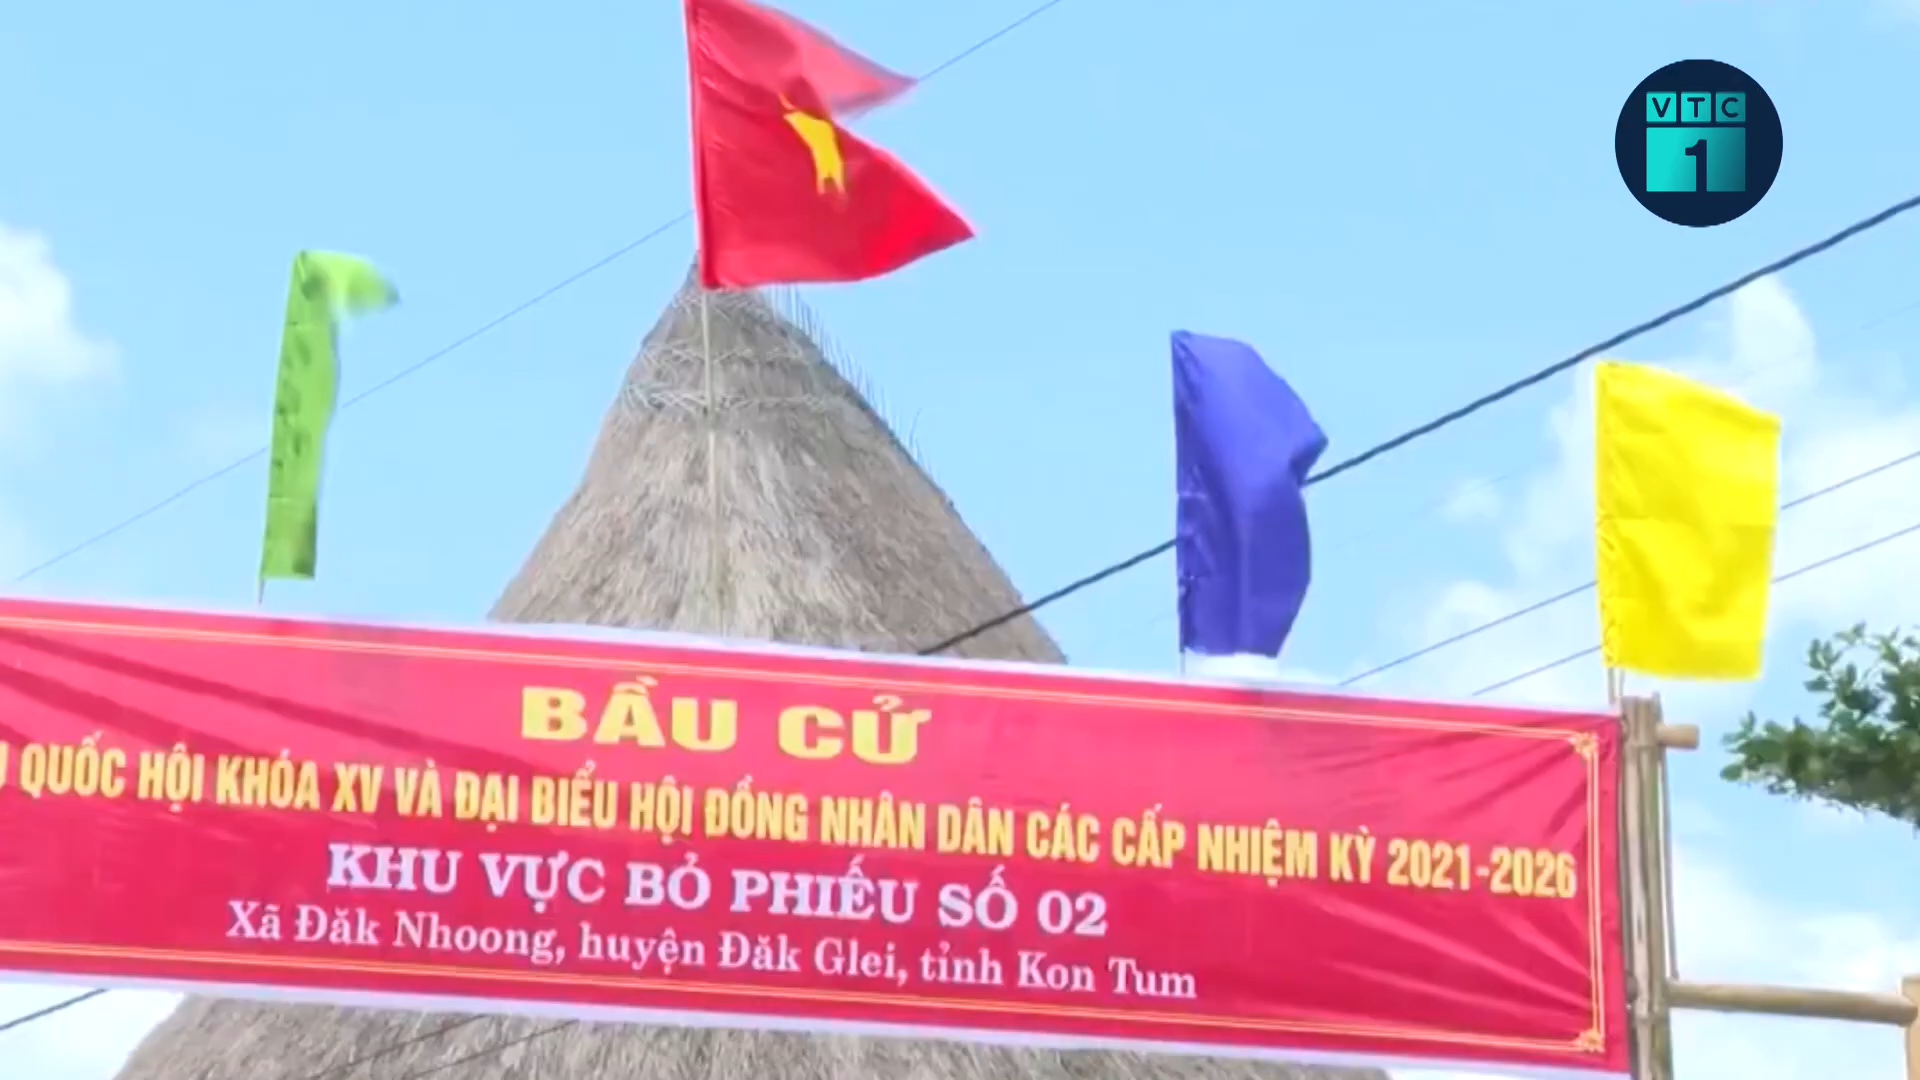 VTC
1
BẦU CỬ
QUỐC HỘI KHÓA XV VÀ ĐẠI BIỂU HỘI ĐỒNG NHÂN DÂN CÁC CẤP NHIỆM KỲ 2021-2026
KHU VỰC BỎ PHIẾU SỐ 02
Xã Đăk Nhoong, huyện Đăk Glei, tỉnh Kon Tum